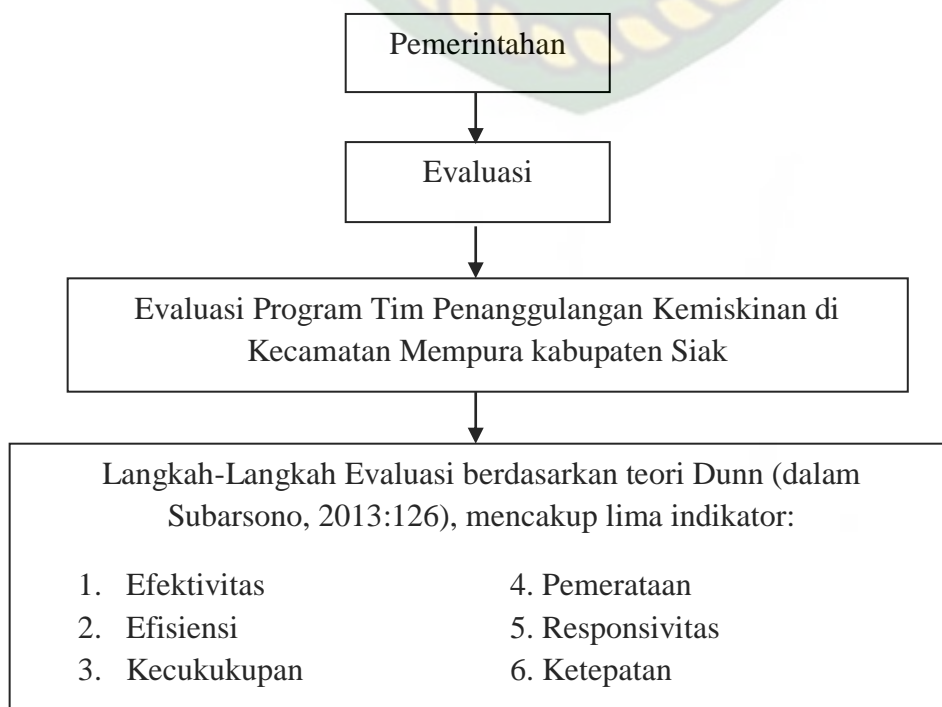 Pemerintahan
Evaluasi
Evaluasi Program Tim Penanggulangan Kemiskinan di
Kecamatan Mempura kabupaten Siak
Langkah-Langkah Evaluasi berdasarkan teori Dunn (dalam
Subarsono, 2013:126), mencakup lima indikator:
1. Efektivitas
2. Efisiensi
3. Kecukukupan
4. Pemerataan
5. Responsivitas
6. Ketepatan